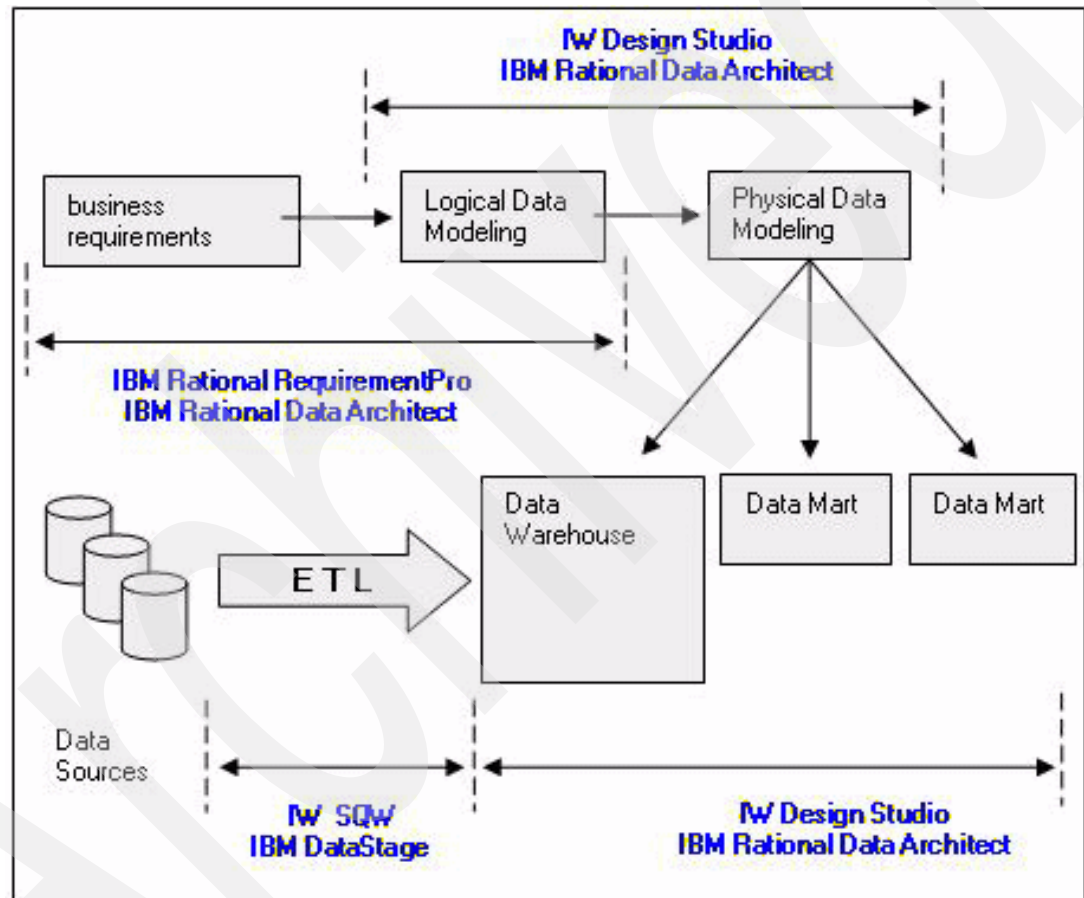 IW Design Studio
IBM Rational Data Architect
business
requirements
Logical Data
Modeling
Physical Data
Modeling
IBM Rational RequirementPro
IBM Rational Data Architect
Data
Warehouse
Data Mart
Data Mart
E T L
Data
Sources
IW SQW
IBM DataStage
IW Design Studio
IBM Rational Data Architect
Archived